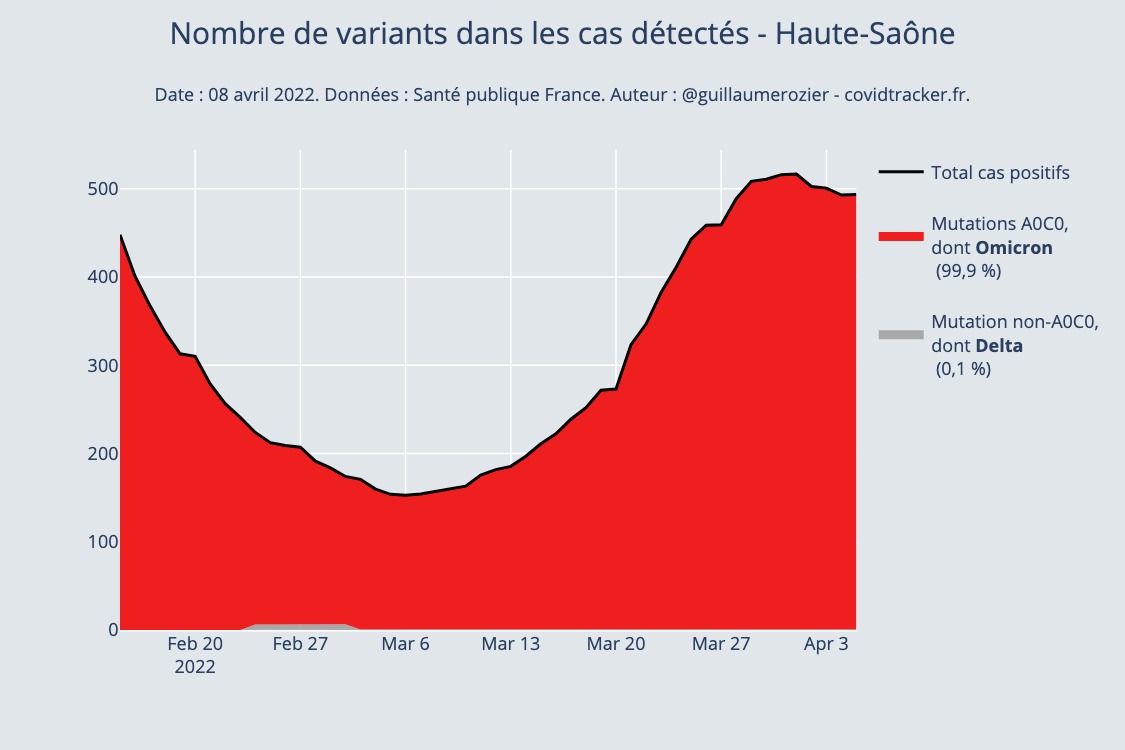 Nombre de variants dans les cas détectés - Haute-Saône
Date : 08 avril 2022. Données : Santé publique France. Auteur : @guillaumerozier - covidtracker.fr.
500
400
300
200
100
0
Feb 20
2022
Feb 27
Mar 6
Mar 13
Mar 20
Mar 27
Apr 3
Total cas positifs
Mutations A0C0,
dont Omicron
(99,9 %)
Mutation non-A0C0,
dont Delta
(0,1 %)